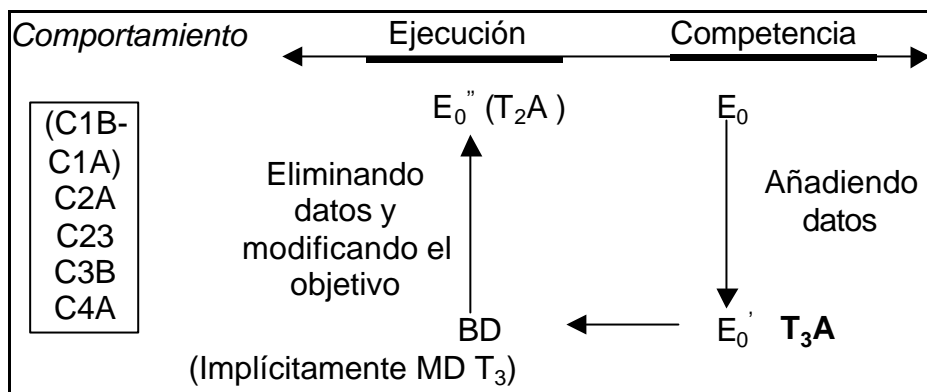 Comportamiento Ejecución Competencia
(C1B-
C1A)
C2A
C23
C3B
C4A
E₀” (T₂A )
Eliminando
datos y
modificando el
objetivo
BD
(Implícitamente MD T₃)
E₀
Añadiendo
datos
E₀’ T₃A